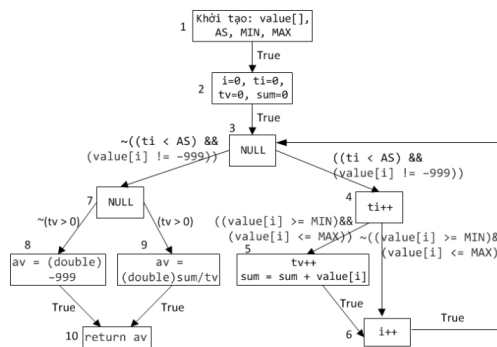 1
Khởi tạo: value[],
AS, MIN, MAX
True
2
i=0, ti=0,
tv=0, sum=0
True
3
NULL
~((ti < AS) &&
(value[i] != -999))
((ti < AS) &&
(value[i] != -999))
7
NULL
4
ti++
~(tv > 0)
(tv > 0)
((value[i] >= MIN)&&
(value[i] <= MAX))
~((value[i] >= MIN)&
(value[i] <= MAX)
8
av = (double)
-999
9
av =
(double)sum/tv
5
tv++
sum = sum + value[i]
True
True
True
10
return av
6
i++
True